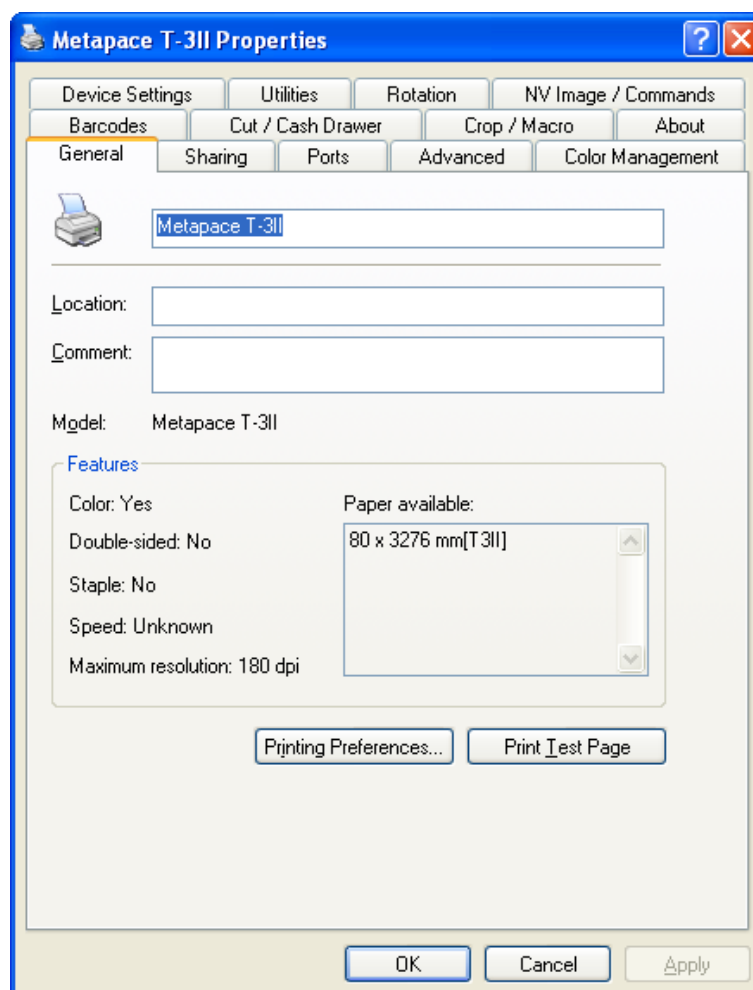 Metapace T-3II Properties
Device Settings Utilities Rotation NV Image / Commands
Barcodes Cut / Cash Drawer Crop / Macro About
General Sharing Ports Advanced Color Management
Metapace T-3II
Location:
Comment:
Model: Metapace T-3II
Features
Color: Yes Paper available:
Double-sided: No 80 x 3276 mm[T3II]
Staple: No
Speed: Unknown
Maximum resolution: 180 dpi
Printing Preferences... Print Test Page
OK Cancel Apply